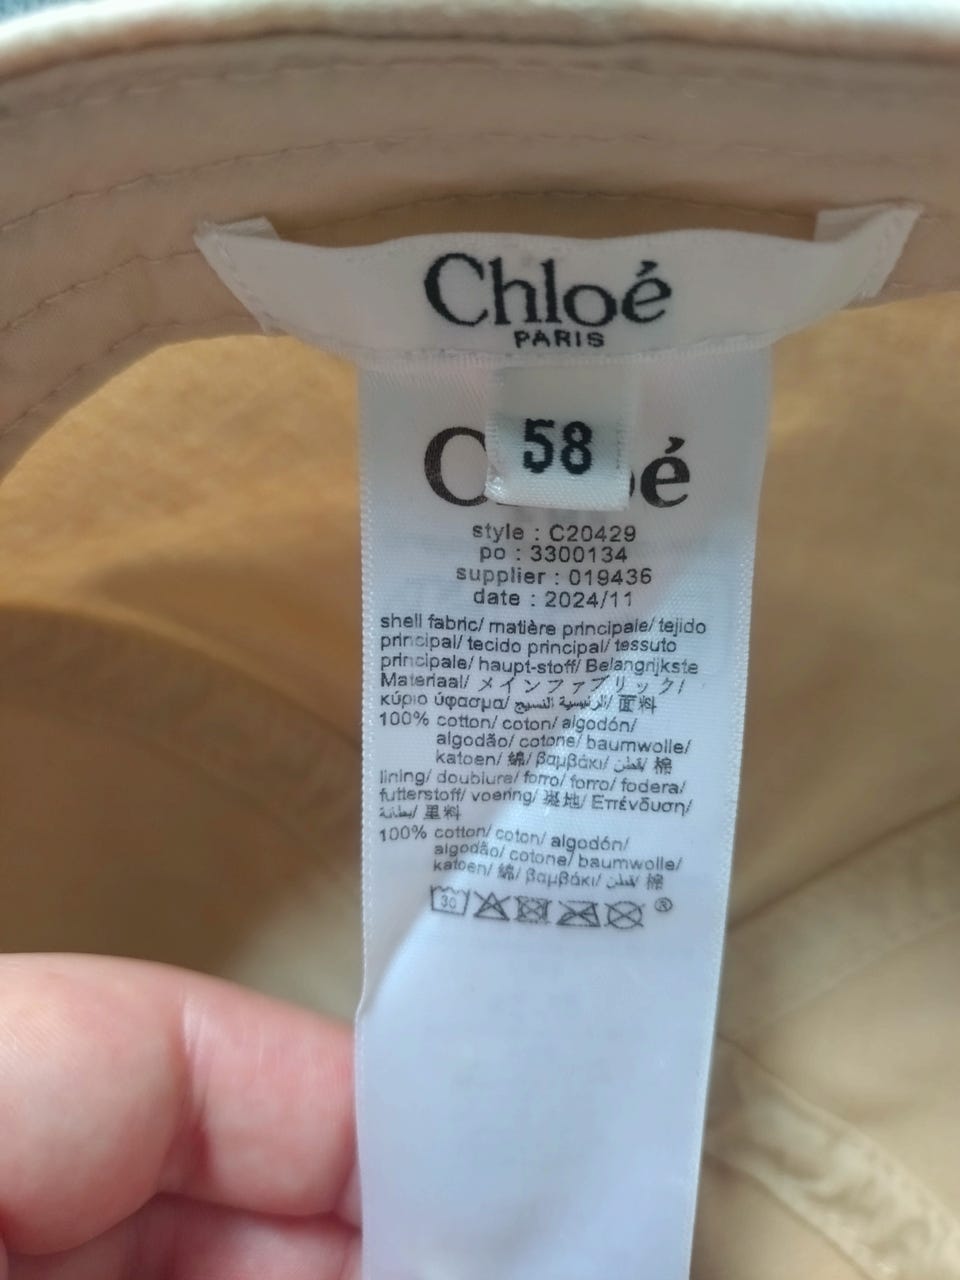 Chloé
PARIS
58
style : C20429
po : 3300134
supplier : 019436
date : 2024/11
shell fabric/ matière principale/ tejido
principal/ tecido principal/ tessuto
principale/ haupt-stoff/ Belangrijkste
Materiaal/ メインファブリック/
κύριο ύφασμα/ الرئيسية النسيج/ 面料
100% cotton/ coton/ algodón/
algodão/ cotone/ baumwolle/
katoen/ 綿/ βαμβάκι/ قطن/ 棉
lining/ doublure/ forro/ forro/ fodera/
futterstoff/ voering/ 地/ Επένδυση/
بطانة/ 里料
100% cotton/ coton/ algodón/
algodão/ cotone/ baumwolle/
katoen/ 綿/ βαμβάκι/ قطن/ 棉
30 ®